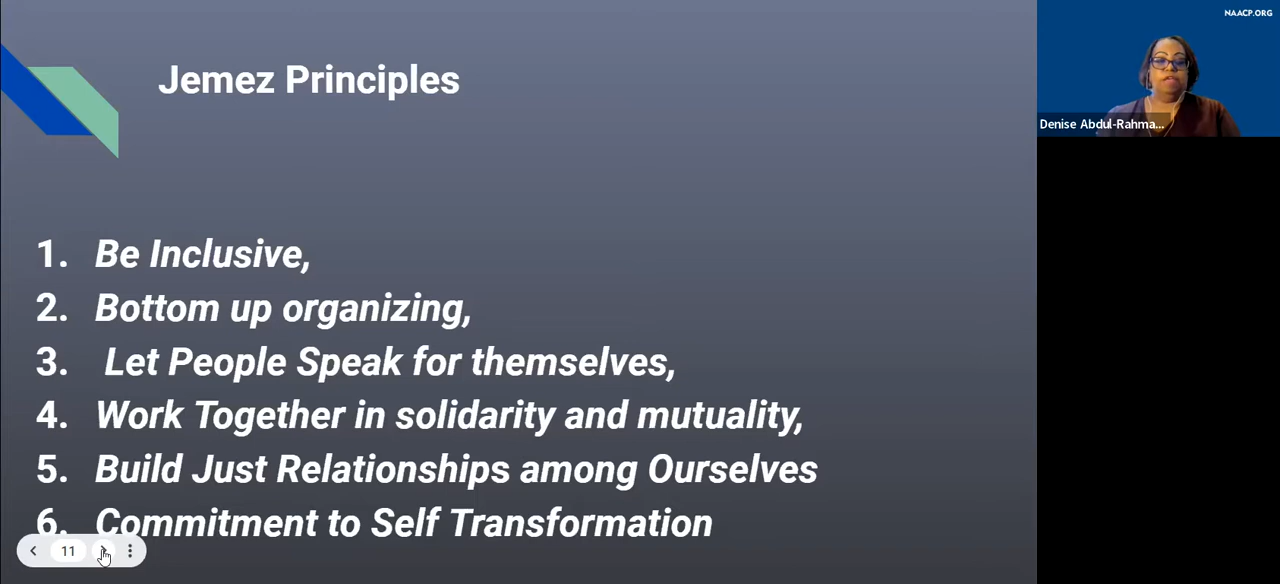 NAACP.ORG
Jemez Principles
Denise Abdul-Rahma...
1. Be Inclusive,
2. Bottom up organizing,
3. Let People Speak for themselves,
4. Work Together in solidarity and mutuality,
5. Build Just Relationships among Ourselves
6. Commitment to Self Transformation
11